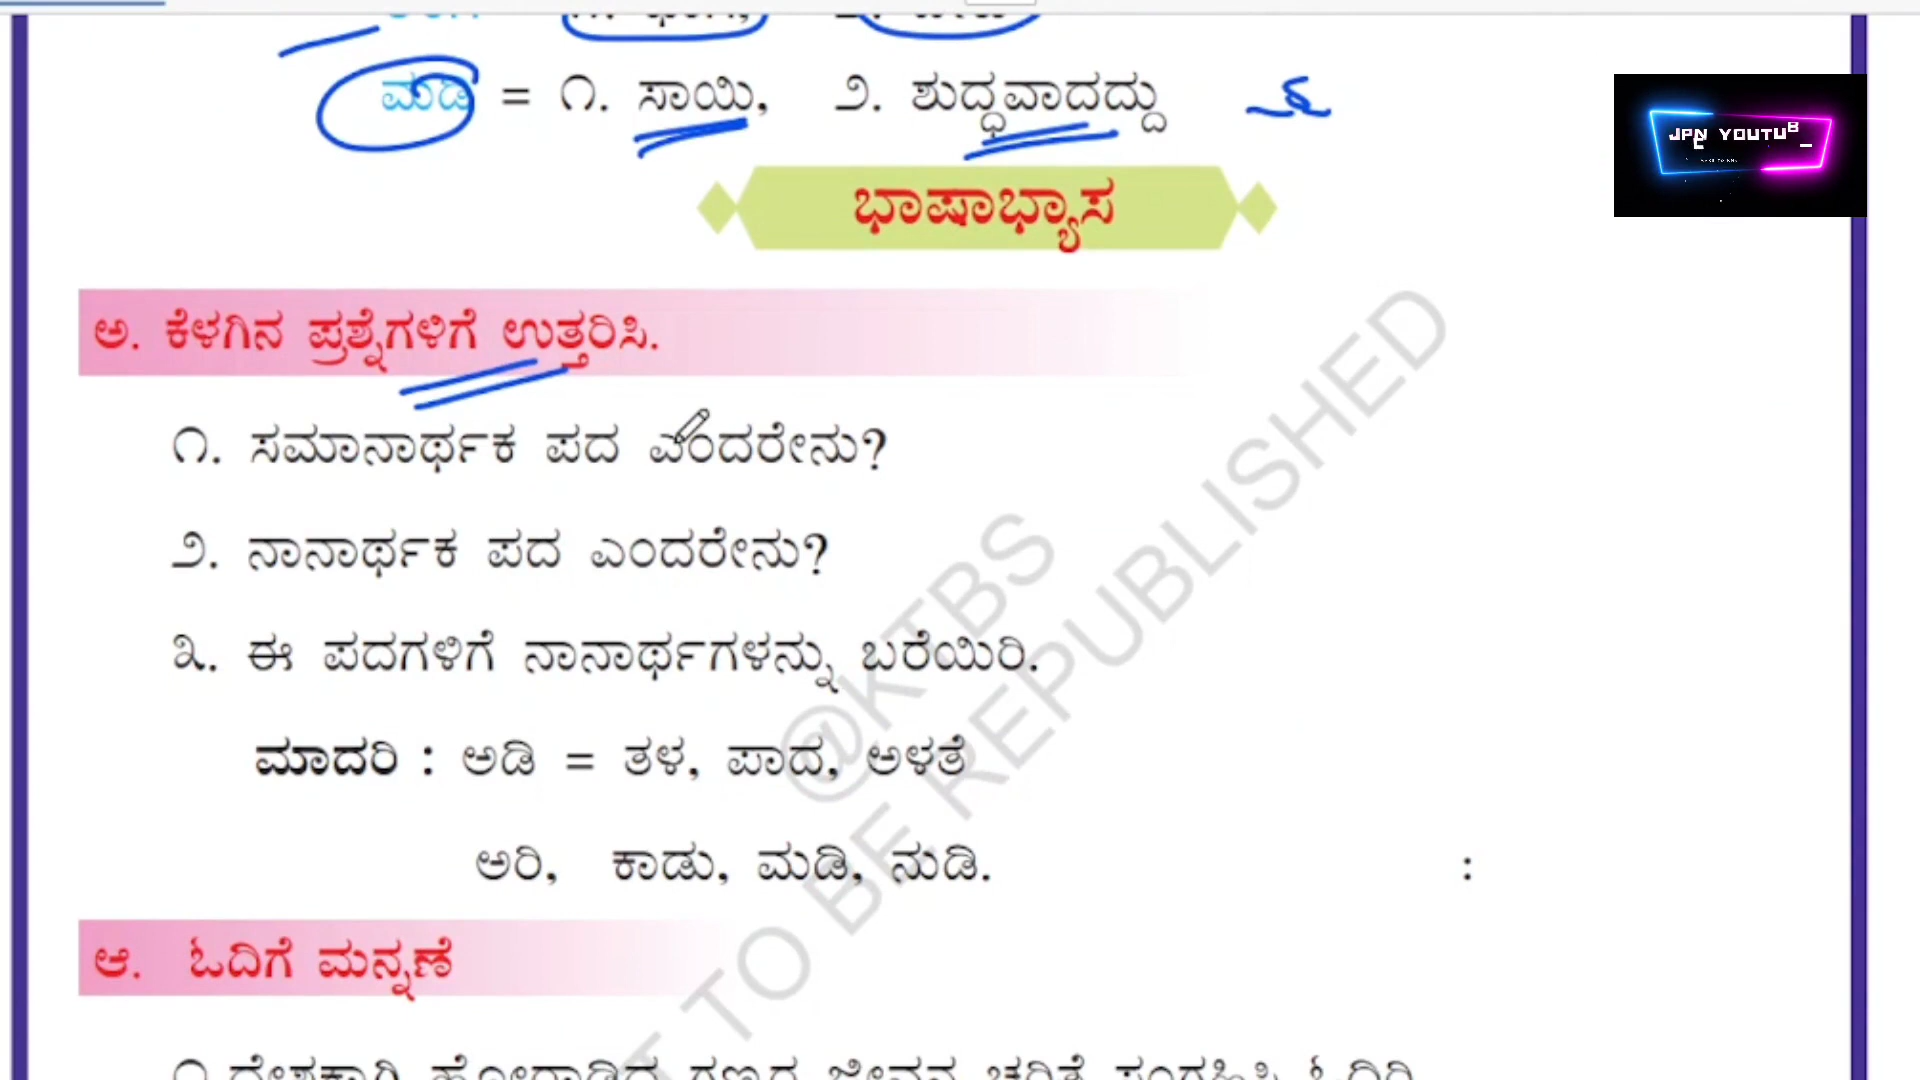 ಮಡಿ = ೧. ಸಾಯಿ, ೨. ಶುದ್ಧವಾದದ್ದು
JPN YOUTUBE
ಭಾಷಾಭ್ಯಾಸ
ಅ. ಕೆಳಗಿನ ಪ್ರಶ್ನೆಗಳಿಗೆ ಉತ್ತರಿಸಿ.
೧. ಸಮಾನಾರ್ಥಕ ಪದ ಎಂದರೇನು?
೨. ನಾನಾರ್ಥಕ ಪದ ಎಂದರೇನು?
೩. ಈ ಪದಗಳಿಗೆ ನಾನಾರ್ಥಗಳನ್ನು ಬರೆಯಿರಿ.
ಮಾದರಿ : ಅಡಿ = ತಳ, ಪಾದ, ಅಳತೆ
ಅರಿ, ಕಾಡು, ಮಡಿ, ನುಡಿ. :
ಆ. ಓದಿಗೆ ಮನ್ನಣೆ
@KTBS
TO BE REPUBLISHED